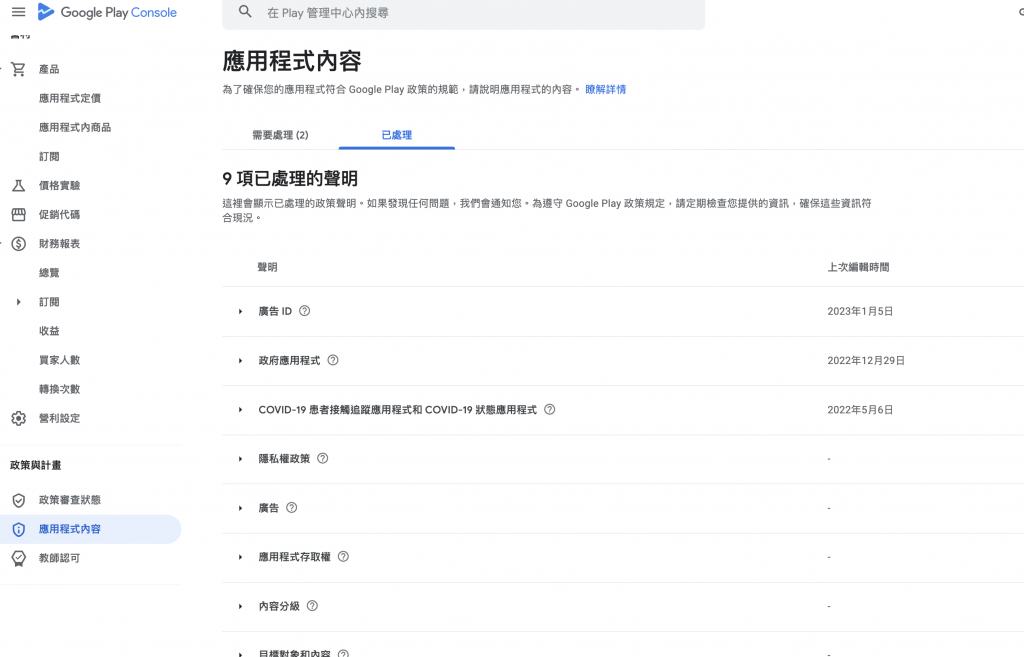 Google Play Console
在 Play 管理中心內搜尋
產品
應用程式定價
應用程式內商品
訂閱
價格實驗
促銷代碼
財務報表
總覽
訂閱
收益
買家人數
轉換次數
營利設定
政策與計畫
政策審查狀態
應用程式內容
教師認可
應用程式內容
為了確保您的應用程式符合 Google Play 政策的規範，請說明應用程式的內容。 瞭解詳情
需要處理 (2)
已處理
9 項已處理的聲明
這裡會顯示已處理的政策聲明。如果發現任何問題，我們會通知您。為遵守 Google Play 政策規定，請定期檢查您提供的資訊，確保這些資訊符
合現況。
聲明 上次編輯時間
廣告 ID 2023年1月5日
政府應用程式 2022年12月29日
COVID-19 患者接觸追蹤應用程式和 COVID-19 狀態應用程式 2022年5月6日
隱私權政策 -
廣告 -
應用程式存取權 -
內容分級 -
目標對象和內容 -